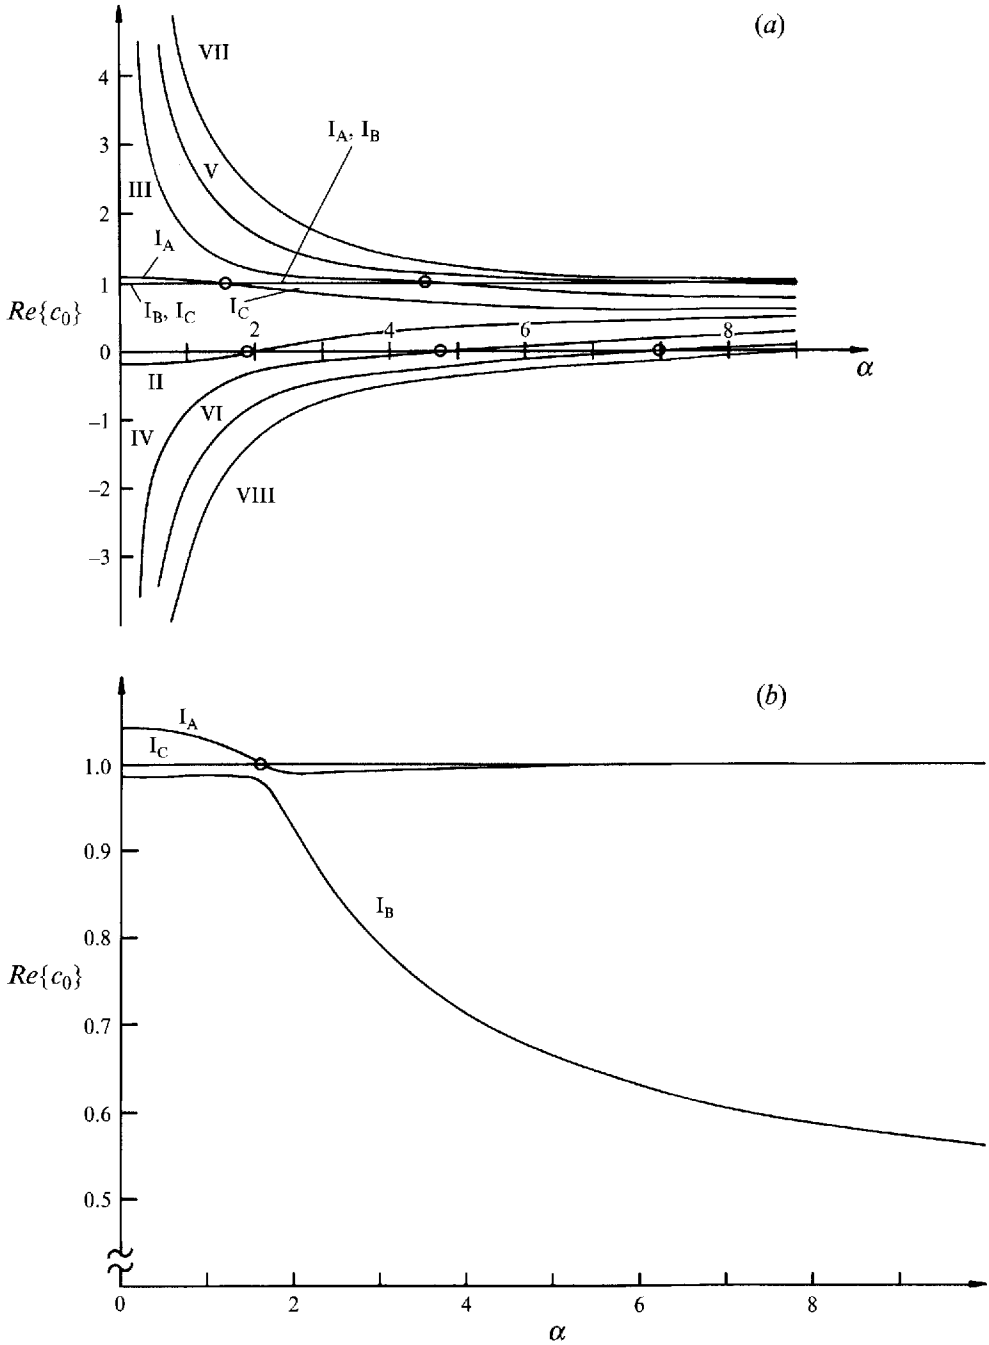 (a)
VII
4
I_A, I_B
3
V
III
2
I_A
1
Re{c₀}
I_B, I_C
I_C
2
4
6
8
0
α
II
VI
−1
IV
−2
VIII
−3
(b)
I_A
I_C
1.0
0.9
I_B
0.8
Re{c₀}
0.7
0.6
0.5
0
2
4
6
8
α